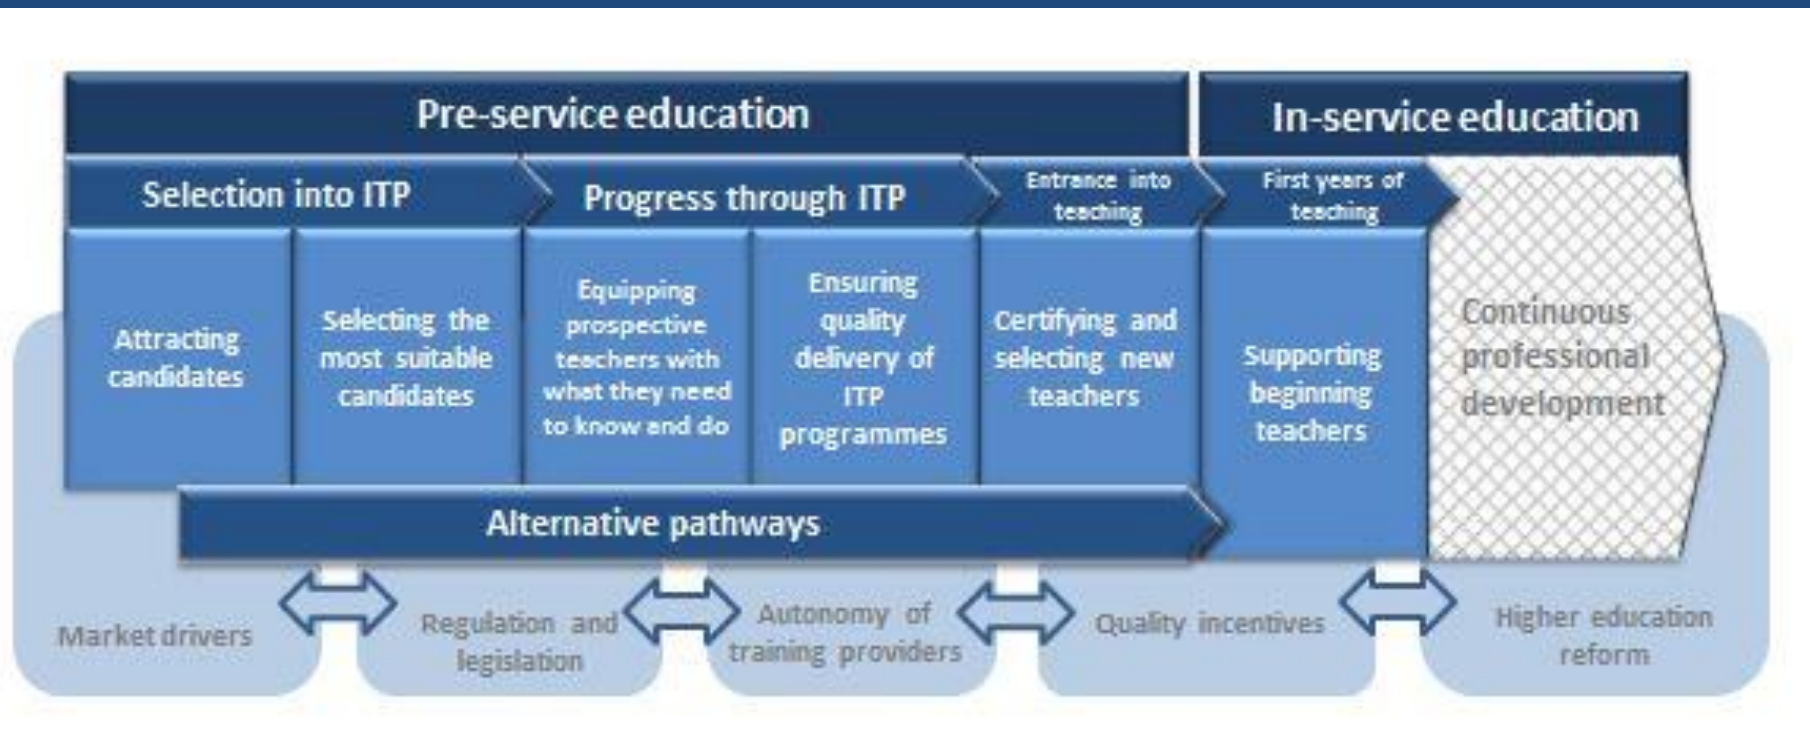 Pre-service education
In-service education
Selection into ITP
Progress through ITP
Entrance into
teaching
First years of
teaching
Attracting
candidates
Selecting the
most suitable
candidates
Equipping
prospective
teachers with
what they need
to know and do
Ensuring
quality
delivery of
ITP
programmes
Certifying and
selecting new
teachers
Supporting
beginning
teachers
Continuous
professional
development
Alternative pathways
Market drivers
Regulation and
legislation
Autonomy of
training providers
Quality incentives
Higher education
reform